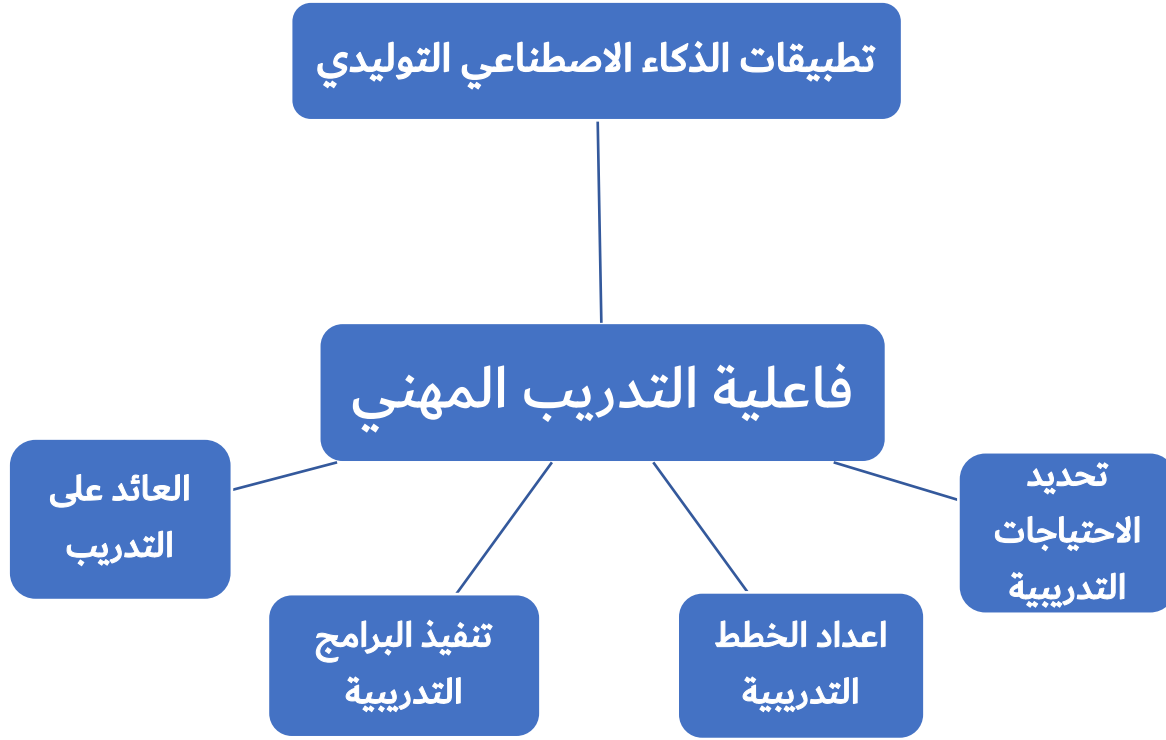 تطبيقات الذكاء الاصطناعي التوليدي
فاعلية التدريب المهني
تحديد
الاحتياجات
التدريبية
اعداد الخطط
التدريبية
تنفيذ البرامج
التدريبية
العائد على
التدريب